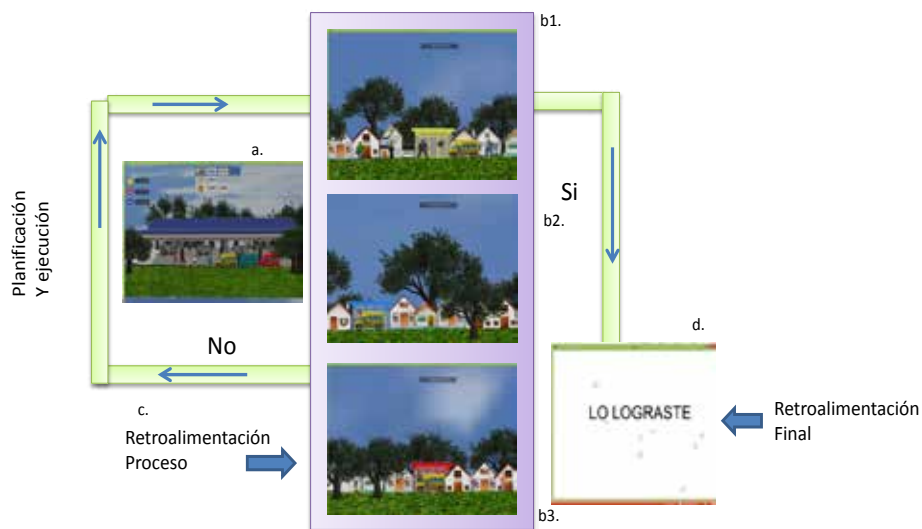 b1.
a.
Si
b2.
Planificación
Y ejecución
No
d.
c.
LO LOGRASTE
Retroalimentación
Proceso
Retroalimentación
Final
b3.